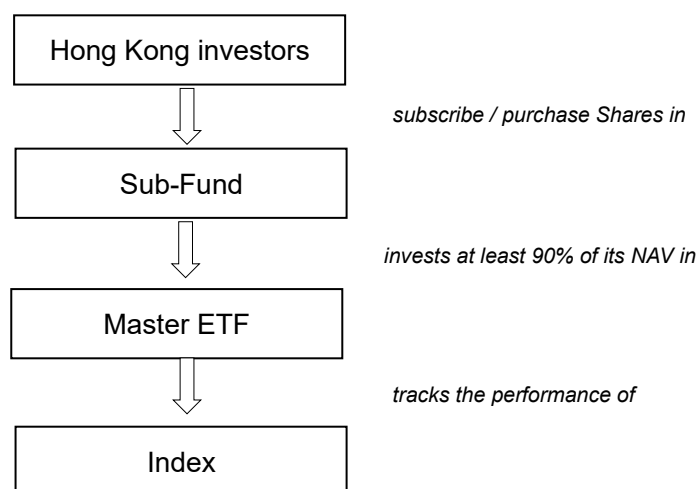 Hong Kong investors
subscribe / purchase Shares in
Sub-Fund
invests at least 90% of its NAV in
Master ETF
tracks the performance of
Index